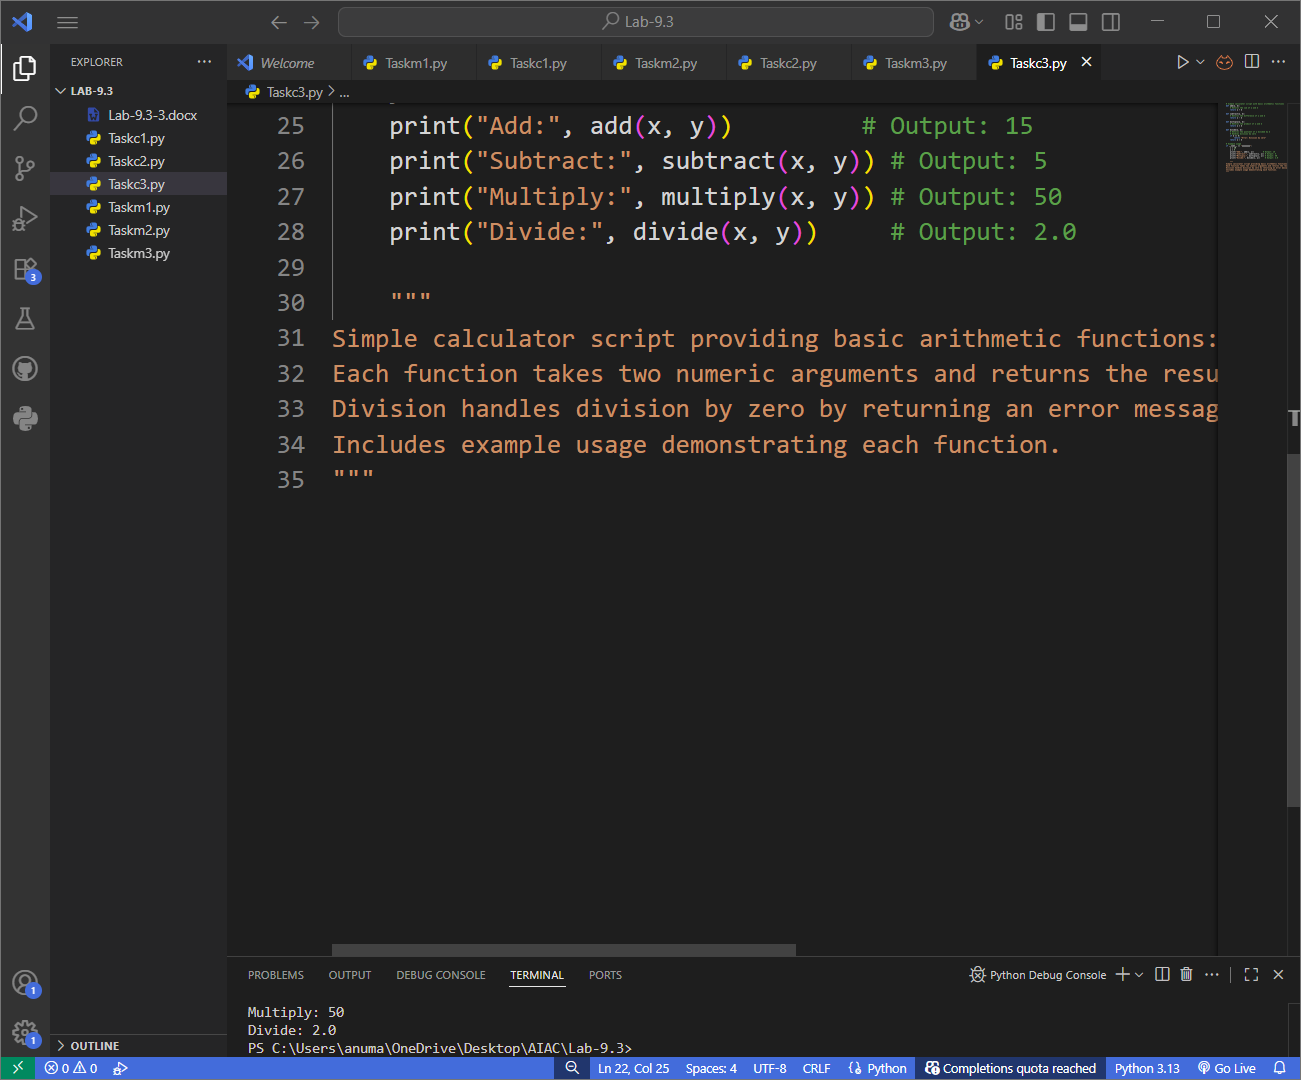 Lab-9.3
EXPLORER
Welcome
Taskm1.py
Taskc1.py
Taskm2.py
Taskc2.py
Taskm3.py
Taskc3.py
LAB-9.3
Lab-9.3-3.docx
Taskc1.py
Taskc2.py
Taskc3.py
Taskm1.py
Taskm2.py
Taskm3.py
Taskc3.py > ...
25 print("Add:", add(x, y)) # Output: 15
26 print("Subtract:", subtract(x, y)) # Output: 5
27 print("Multiply:", multiply(x, y)) # Output: 50
28 print("Divide:", divide(x, y)) # Output: 2.0
29
30 """
31 Simple calculator script providing basic arithmetic functions:
32 Each function takes two numeric arguments and returns the resu
33 Division handles division by zero by returning an error messag
34 Includes example usage demonstrating each function.
35 """
3
1
1
OUTLINE
PROBLEMS OUTPUT DEBUG CONSOLE TERMINAL PORTS
Python Debug Console
Multiply: 50
Divide: 2.0
PS C:\Users\anuma\OneDrive\Desktop\AIAC\Lab-9.3>
0 0 Ln 22, Col 25 Spaces: 4 UTF-8 CRLF Python Completions quota reached Python 3.13 Go Live